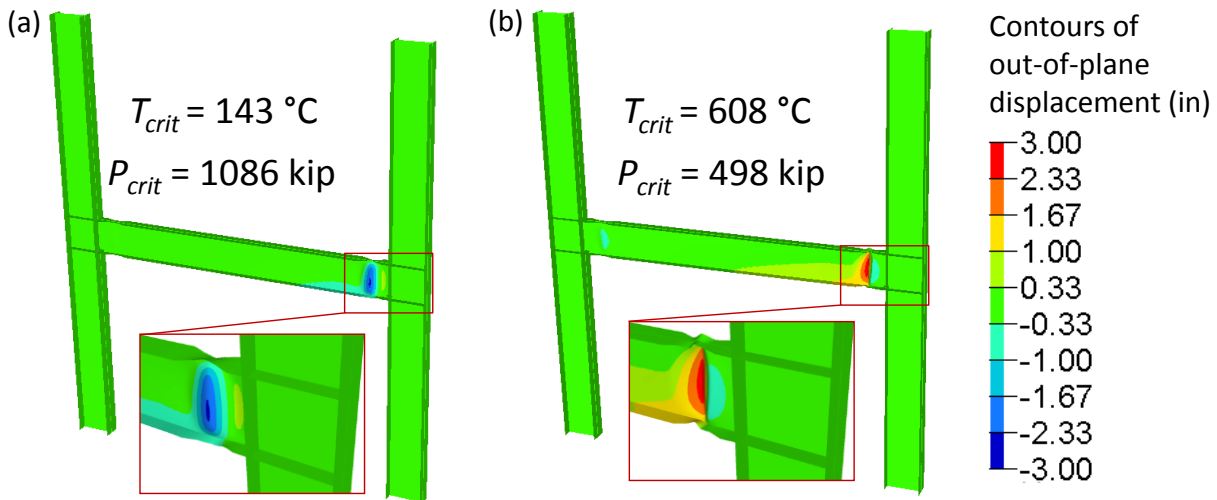 (a)
T_crit = 143 °C
P_crit = 1086 kip
(b)
T_crit = 608 °C
P_crit = 498 kip
Contours of
out-of-plane
displacement (in)
3.00
2.33
1.67
1.00
0.33
-0.33
-1.00
-1.67
-2.33
-3.00